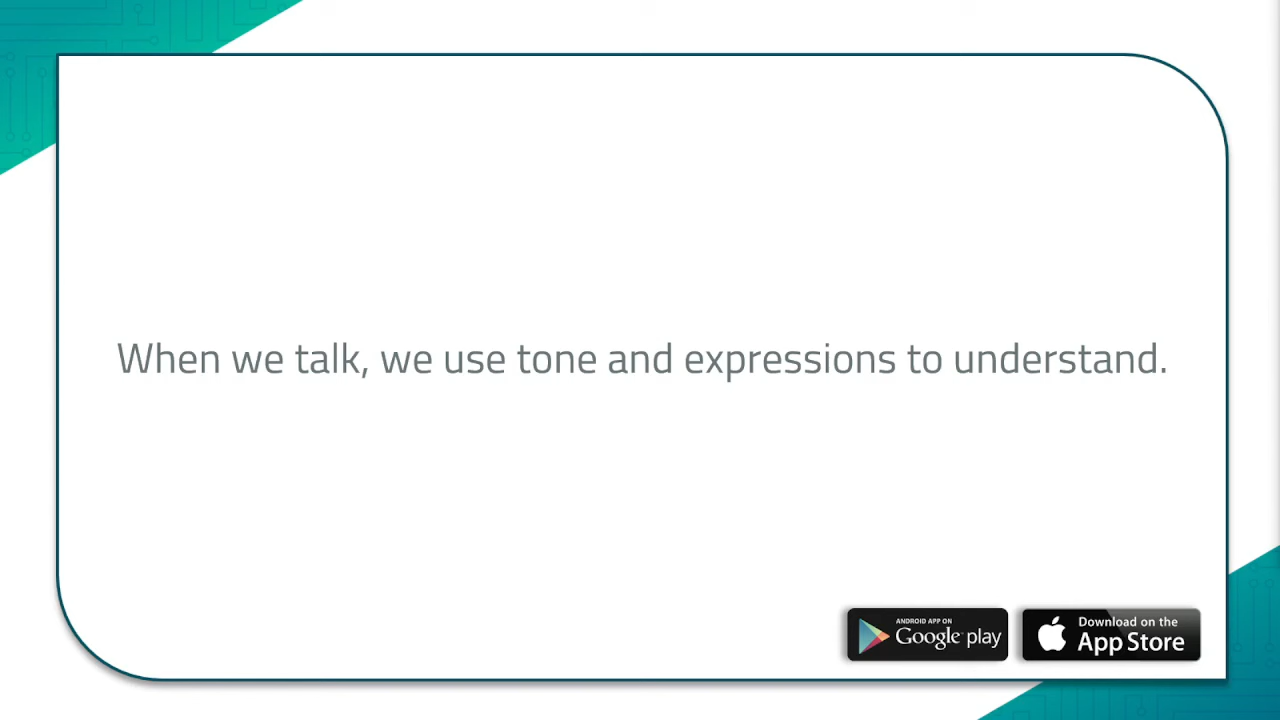 When we talk, we use tone and expressions to understand.
ANDROID APP ON
Google play
Download on the
App Store